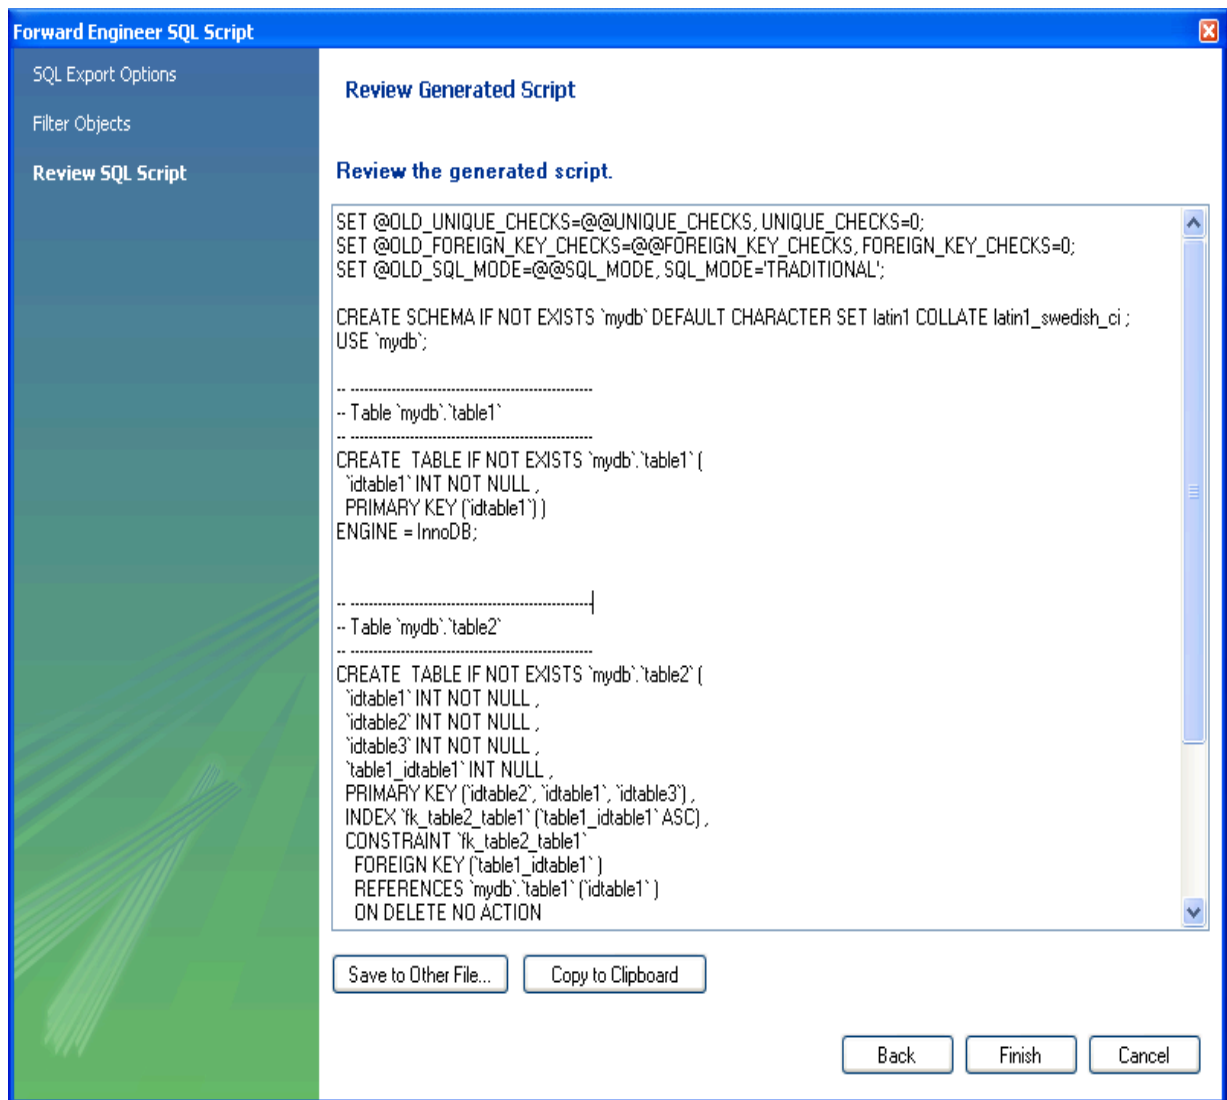 Forward Engineer SQL Script
SQL Export Options
Filter Objects
Review SQL Script
Review Generated Script
Review the generated script.
SET @OLD_UNIQUE_CHECKS=@@UNIQUE_CHECKS, UNIQUE_CHECKS=0;
SET @OLD_FOREIGN_KEY_CHECKS=@@FOREIGN_KEY_CHECKS, FOREIGN_KEY_CHECKS=0;
SET @OLD_SQL_MODE=@@SQL_MODE, SQL_MODE='TRADITIONAL';
CREATE SCHEMA IF NOT EXISTS `mydb` DEFAULT CHARACTER SET latin1 COLLATE latin1_swedish_ci ;
USE `mydb`;
-- -----------------------------------------------------
-- Table `mydb`.`table1`
-- -----------------------------------------------------
CREATE  TABLE IF NOT EXISTS `mydb`.`table1` (
  `idtable1` INT NOT NULL ,
  PRIMARY KEY (`idtable1`) )
ENGINE = InnoDB;
-- -----------------------------------------------------
-- Table `mydb`.`table2`
-- -----------------------------------------------------
CREATE  TABLE IF NOT EXISTS `mydb`.`table2` (
  `idtable1` INT NOT NULL ,
  `idtable2` INT NOT NULL ,
  `idtable3` INT NOT NULL ,
  `table1_idtable1` INT NULL ,
  PRIMARY KEY (`idtable2`, `idtable1`, `idtable3`) ,
  INDEX `fk_table2_table1` (`table1_idtable1` ASC) ,
  CONSTRAINT `fk_table2_table1`
    FOREIGN KEY (`table1_idtable1` )
    REFERENCES `mydb`.`table1` (`idtable1` )
    ON DELETE NO ACTION
Save to Other File...
Copy to Clipboard
Back
Finish
Cancel